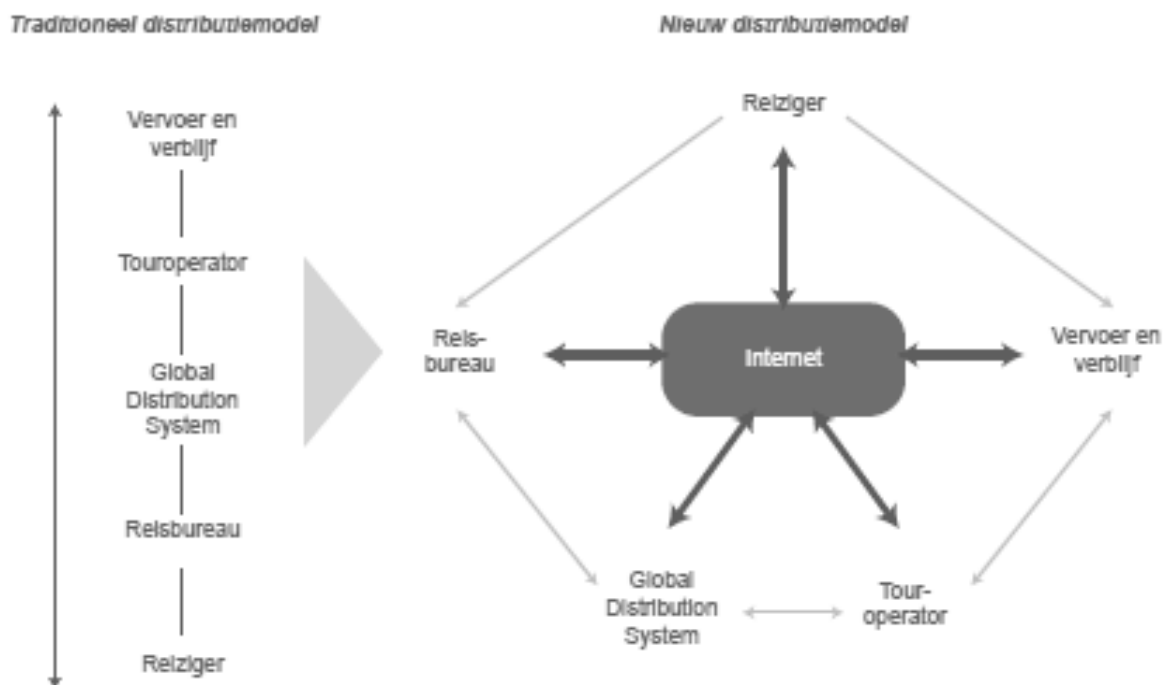 Traditioneel distributiemodel
Vervoer en
verblijf
Touroperator
Global
Distribution
System
Reisbureau
Reiziger
Nieuw distributiemodel
Reiziger
Reis-
bureau
Internet
Vervoer en
verblijf
Global
Distribution
System
Tour-
operator